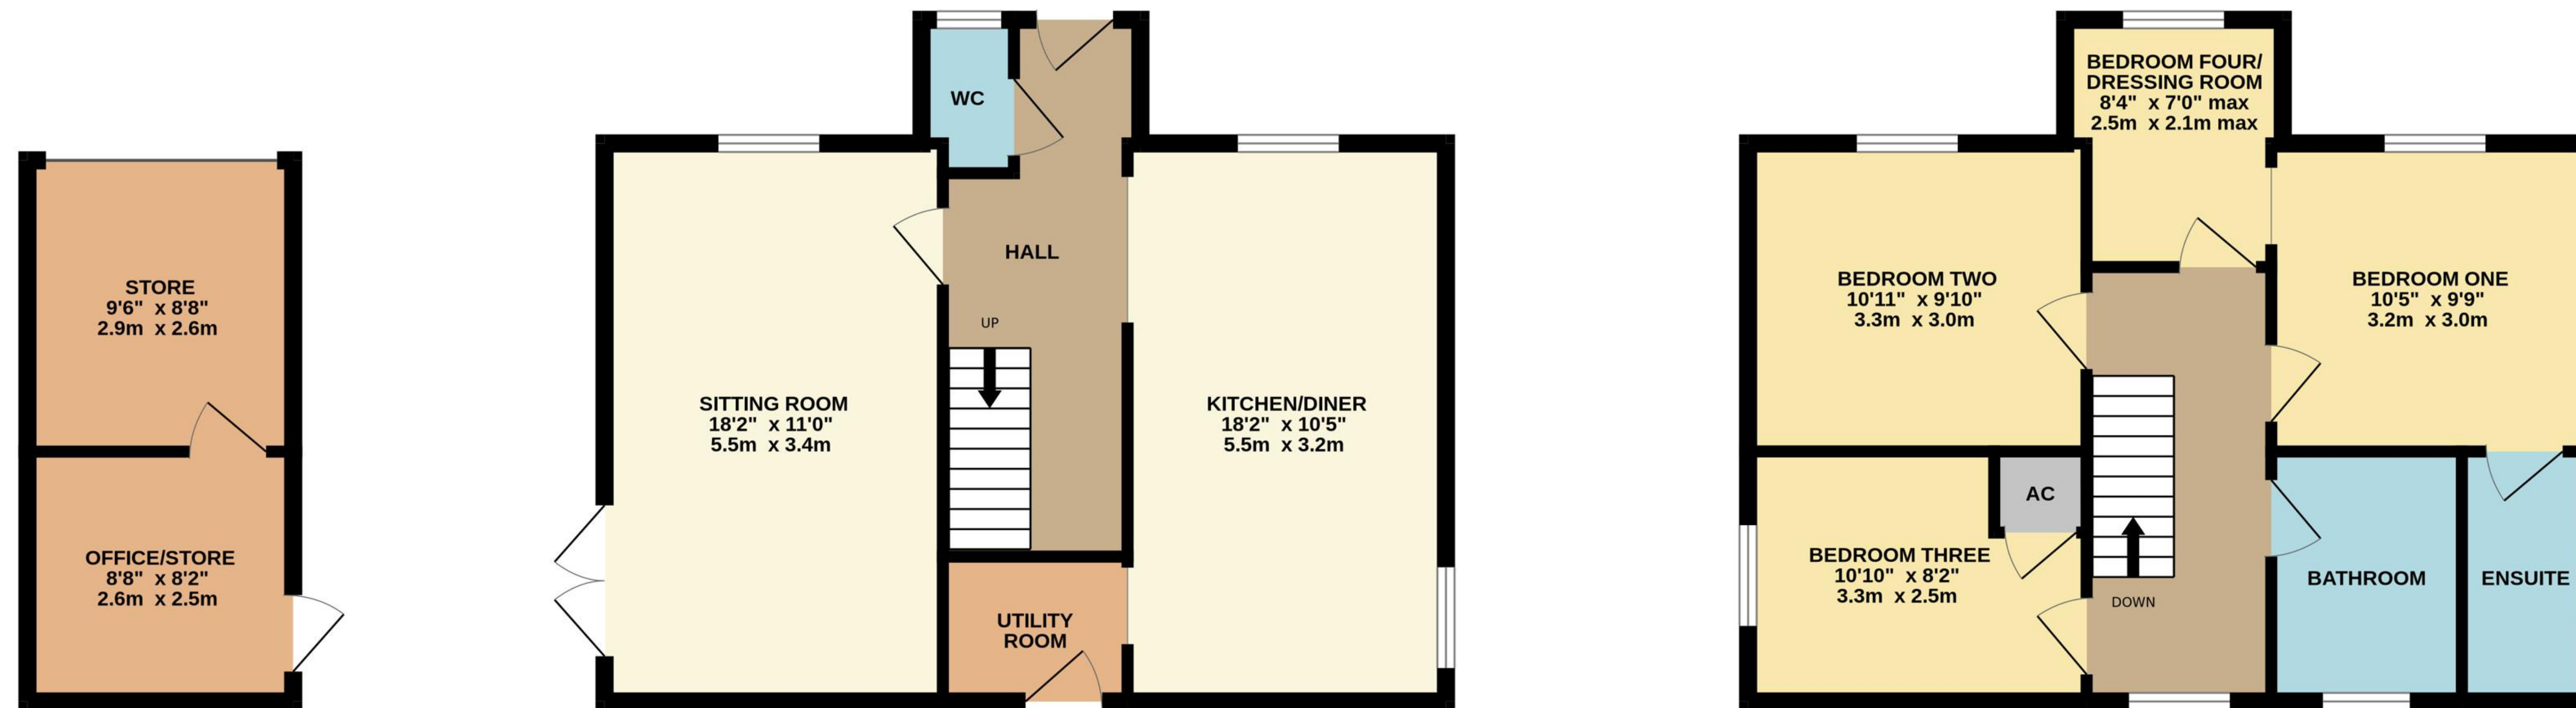 STORE
9'6" x 8'8"
2.9m x 2.6m
OFFICE/STORE
8'8" x 8'2"
2.6m x 2.5m
WC
HALL
UP
SITTING ROOM
18'2" x 11'0"
5.5m x 3.4m
KITCHEN/DINER
18'2" x 10'5"
5.5m x 3.2m
UTILITY
ROOM
BEDROOM FOUR/
DRESSING ROOM
8'4" x 7'0" max
2.5m x 2.1m max
BEDROOM TWO
10'11" x 9'10"
3.3m x 3.0m
BEDROOM ONE
10'5" x 9'9"
3.2m x 3.0m
AC
BEDROOM THREE
10'10" x 8'2"
3.3m x 2.5m
DOWN
BATHROOM
ENSUITE